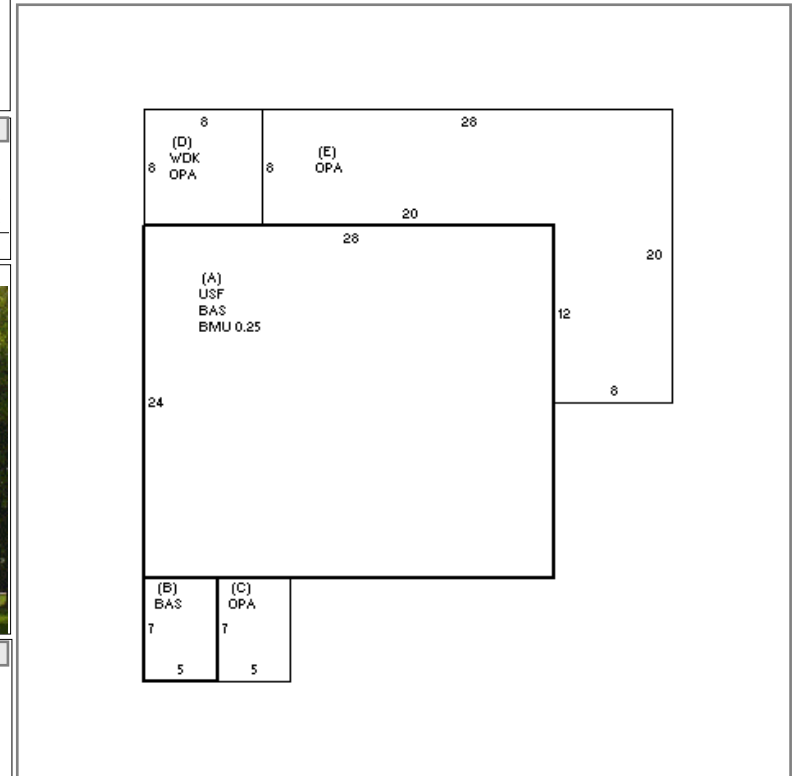 8
28
(D)
WDK
OPA
8
8
(E)
OPA
20
28
20
(A)
USF
BAS
BMU 0.25
12
8
24
(B)
BAS
7
5
(C)
OPA
7
5